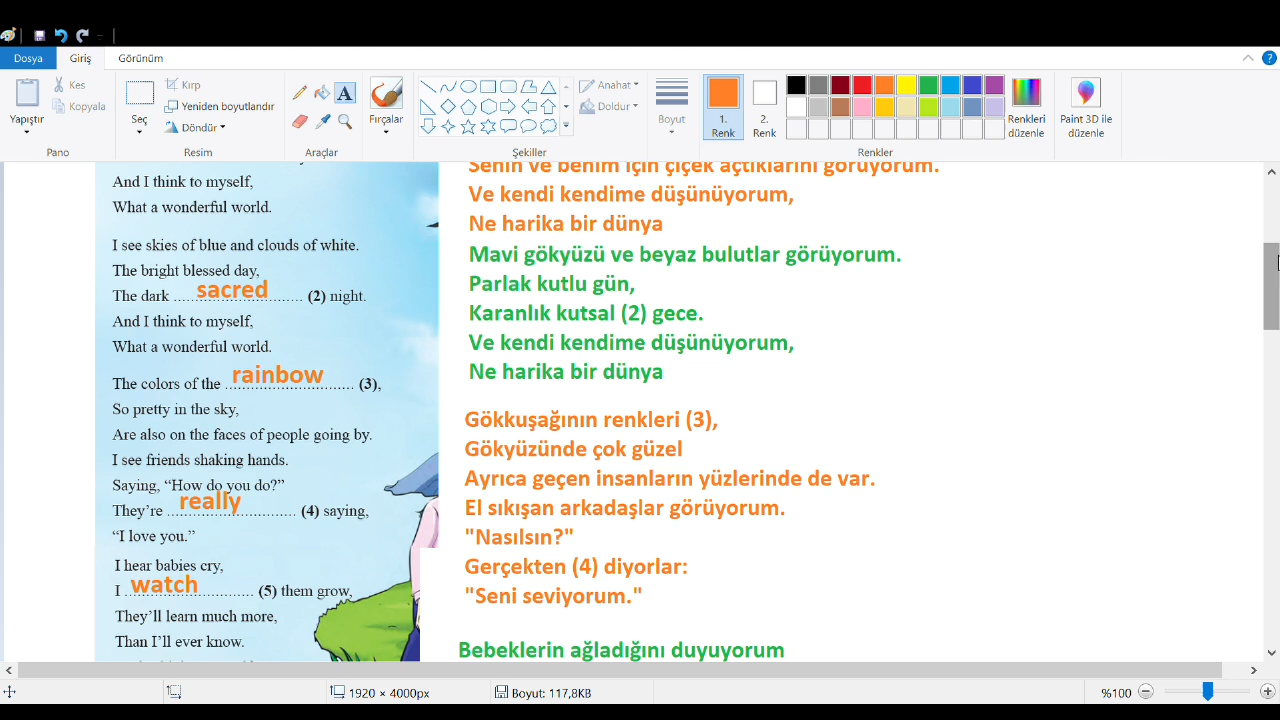 Dosya
Giriş
Görünüm
Yapıştır
Kes
Kopyala
Pano
Seç
Kırp
Yeniden boyutlandır
Döndür
Resim
A
Araçlar
Fırçalar
Şekiller
Anahat
Doldur
Boyut
1. Renk
2. Renk
Renkleri düzenle
Renkler
Paint 3D ile düzenle
And I think to myself,
What a wonderful world.
I see skies of blue and clouds of white.
The bright blessed day,
The dark sacred (2) night.
And I think to myself,
What a wonderful world.
The colors of the rainbow (3),
So pretty in the sky,
Are also on the faces of people going by.
I see friends shaking hands.
Saying, “How do you do?”
They’re really (4) saying,
“I love you.”
I hear babies cry,
I watch (5) them grow,
They’ll learn much more,
Than I’ll ever know.
Senin ve benim için çiçek açtıklarını görüyorum.
Ve kendi kendime düşünüyorum,
Ne harika bir dünya
Mavi gökyüzü ve beyaz bulutlar görüyorum.
Parlak kutlu gün,
Karanlık kutsal (2) gece.
Ve kendi kendime düşünüyorum,
Ne harika bir dünya
Gökkuşağının renkleri (3),
Gökyüzünde çok güzel
Ayrıca geçen insanların yüzlerinde de var.
El sıkışan arkadaşlar görüyorum.
"Nasılsın?"
Gerçekten (4) diyorlar:
"Seni seviyorum."
Bebeklerin ağladığını duyuyorum
1920 × 4000px
Boyut: 117,8KB
%100